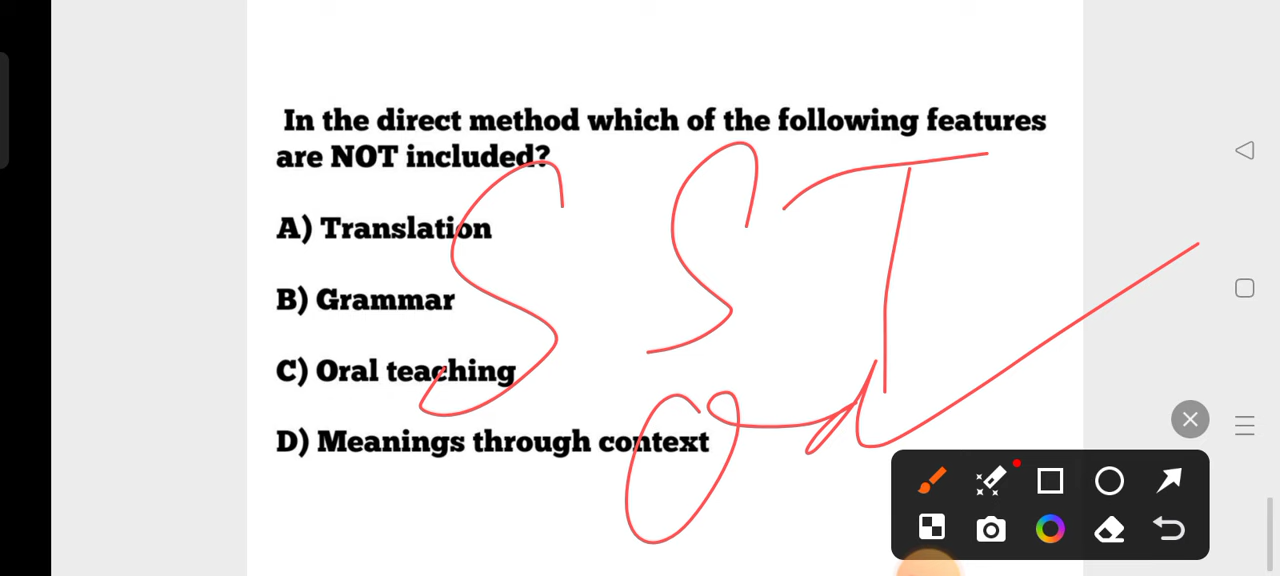 In the direct method which of the following features
are NOT included?
A) Translation
B) Grammar
C) Oral teaching
D) Meanings through context
SST